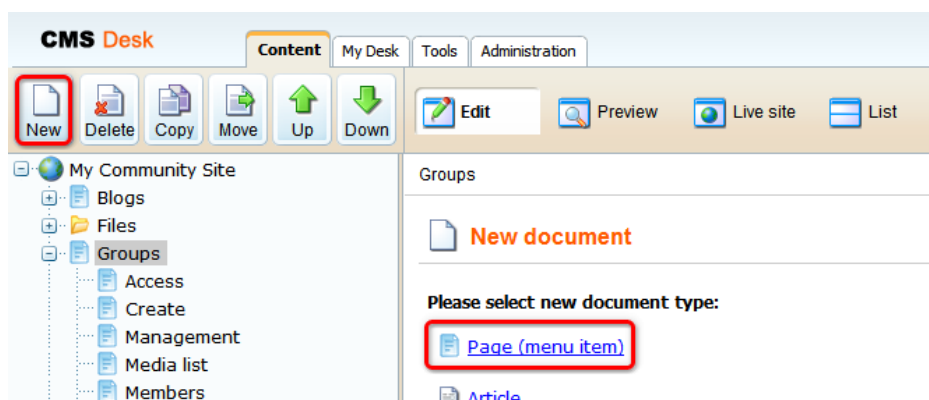 CMS Desk
Content My Desk Tools Administration
New Delete Copy Move Up Down Edit Preview Live site List
My Community Site
Blogs
Files
Groups
Access
Create
Management
Media list
Members
Groups
New document
Please select new document type:
Page (menu item)
Article